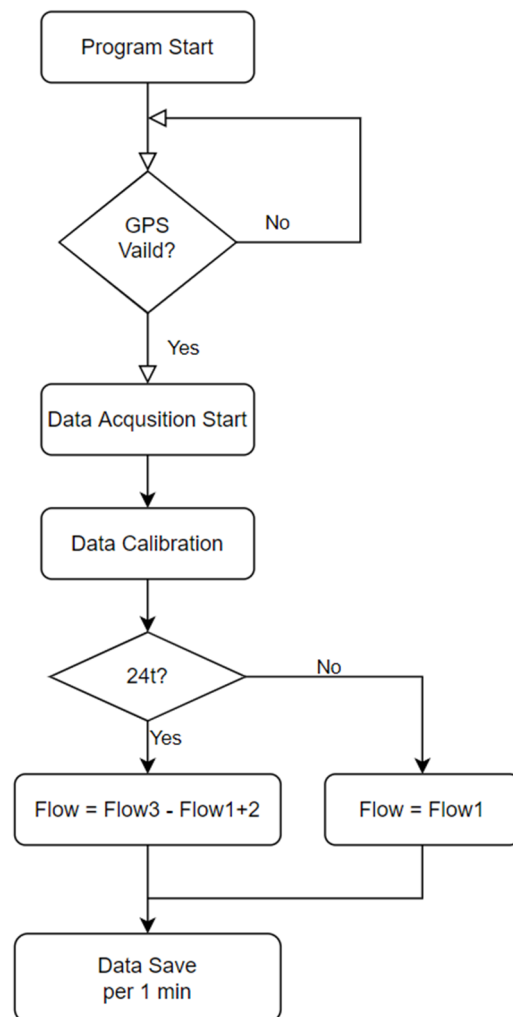 Program Start
GPS
Vaild?
No
Yes
Data Acqusition Start
Data Calibration
24t?
No
Yes
Flow = Flow3 - Flow1+2
Flow = Flow1
Data Save
per 1 min